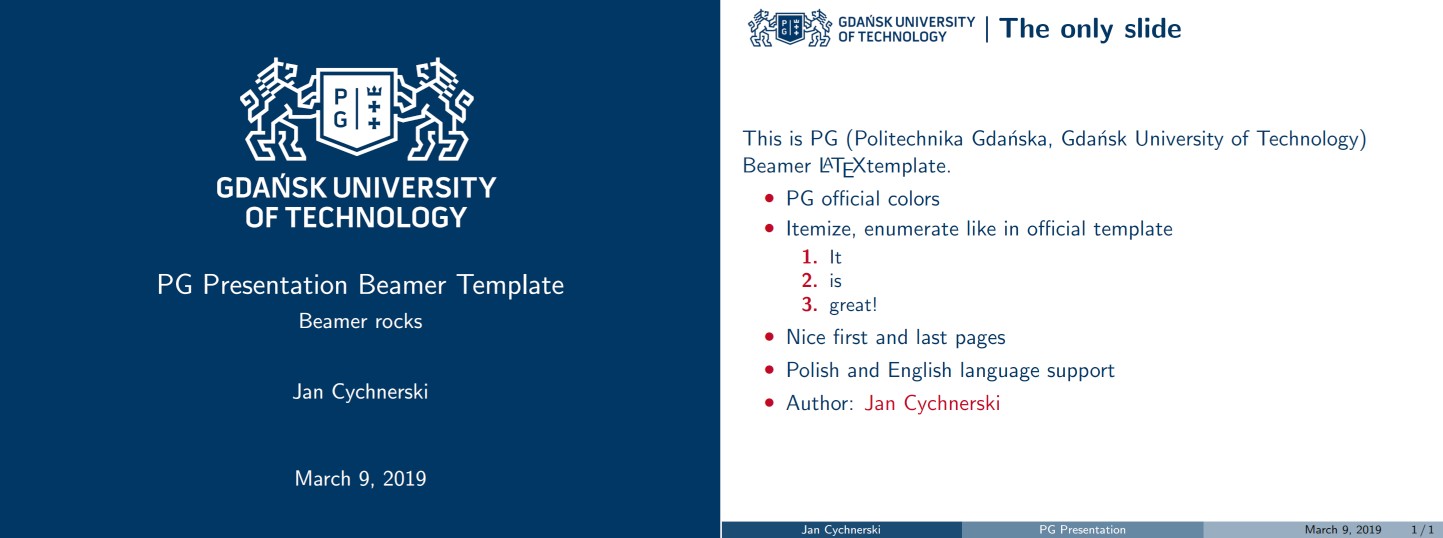 P
G
GDAŃSK UNIVERSITY
OF TECHNOLOGY
PG Presentation Beamer Template
Beamer rocks
Jan Cychnerski
March 9, 2019
P
G
GDAŃSK UNIVERSITY
OF TECHNOLOGY
| The only slide
This is PG (Politechnika Gdańska, Gdańsk University of Technology)
Beamer LATEXtemplate.
• PG official colors
• Itemize, enumerate like in official template
1. It
2. is
3. great!
• Nice first and last pages
• Polish and English language support
• Author: Jan Cychnerski
Jan Cychnerski PG Presentation March 9, 2019 1 / 1